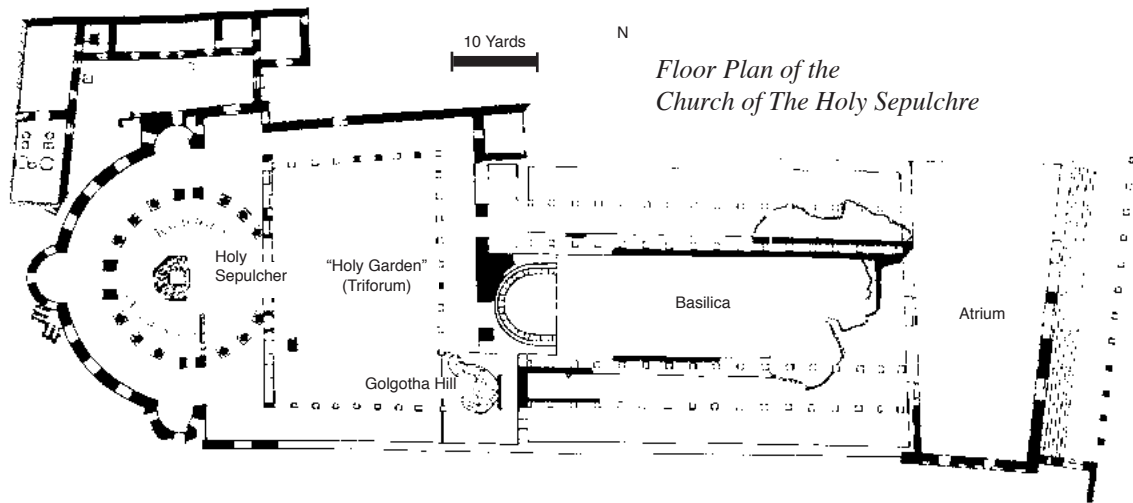 10 Yards
N
Floor Plan of the
Church of The Holy Sepulchre
Holy
Sepulcher
“Holy Garden”
(Triforum)
Basilica
Atrium
Golgotha Hill